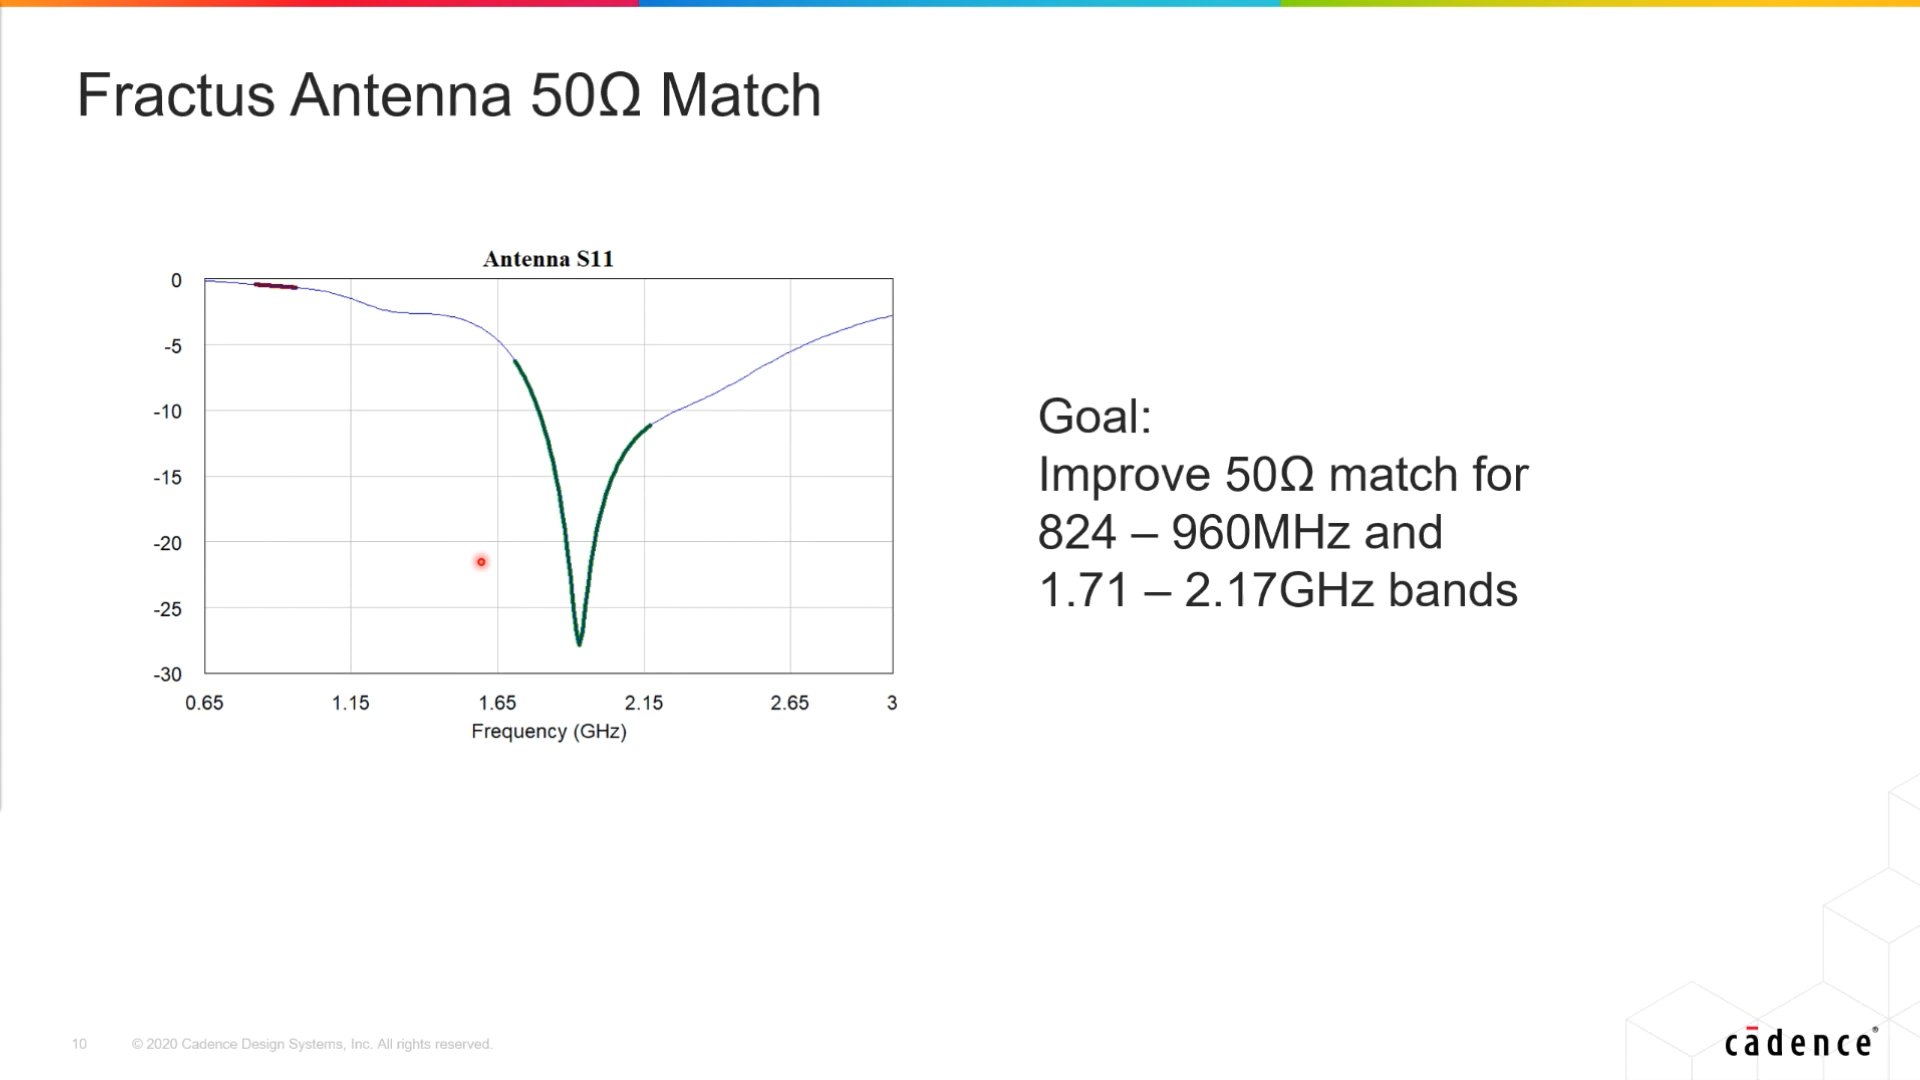 Fractus Antenna 50Ω Match
Antenna S11
0
-5
-10
-15
-20
-25
-30
0.65 1.15 1.65 2.15 2.65 3
Frequency (GHz)
Goal:
Improve 50Ω match for
824 – 960MHz and
1.71 – 2.17GHz bands
10 © 2020 Cadence Design Systems, Inc. All rights reserved.
cādence®